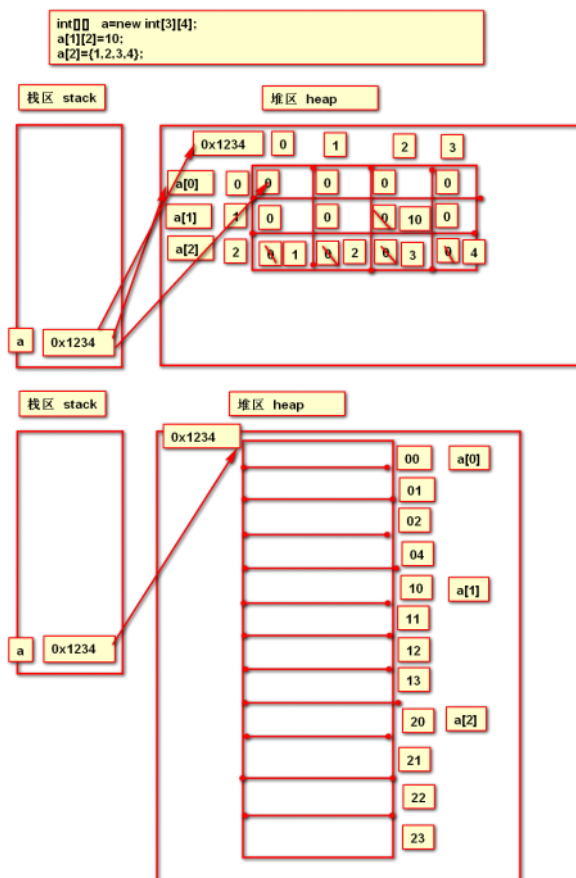 int[][] a=new int[3][4];
a[1][2]=10;
a[2]={1,2,3,4};
栈区 stack
堆区 heap
0x1234 0 1 2 3
a[0] 0 0 0 0 0
a[1] 1 0 0 0 10 0
a[2] 2 0 1 0 2 0 3 0 4
a 0x1234
栈区 stack
堆区 heap
0x1234
00 a[0]
01
02
04
10 a[1]
11
12
a 0x1234
13
20 a[2]
21
22
23